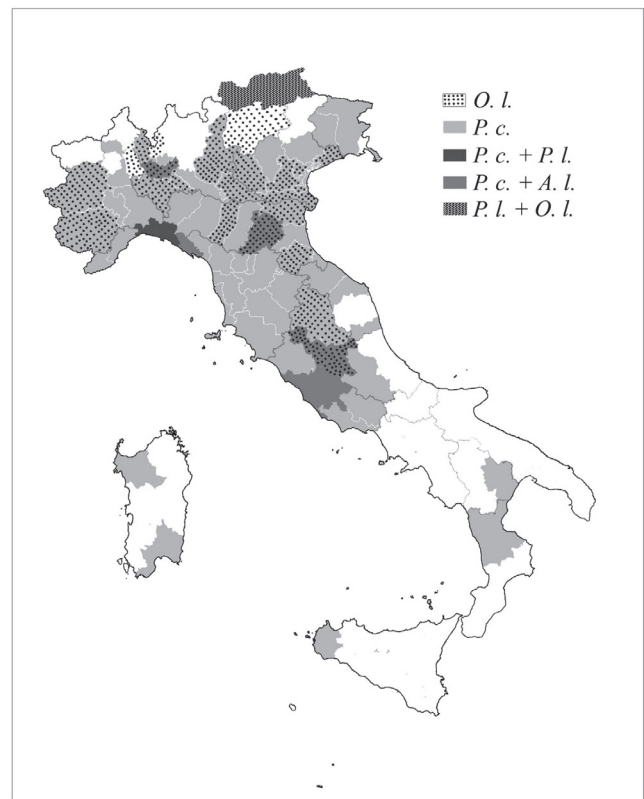 O. l.
P. c.
P. c. + P. l.
P. c. + A. l.
P. l. + O. l.